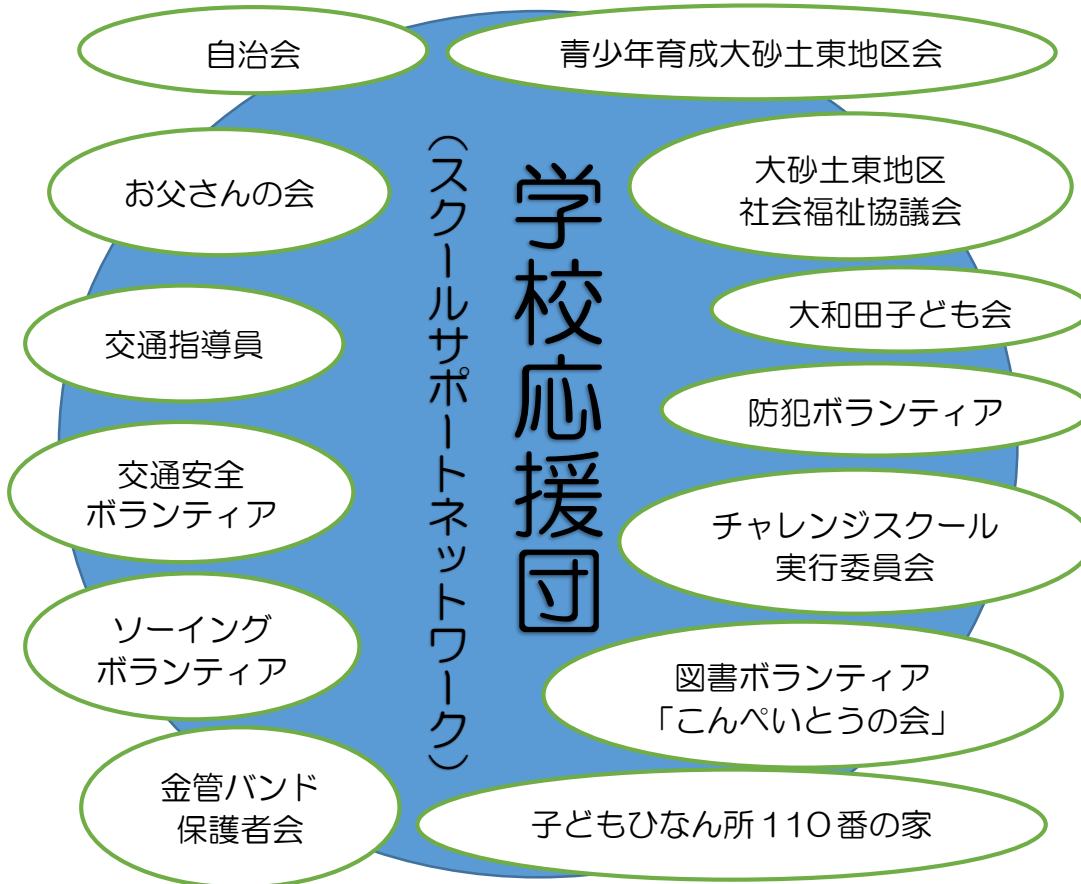 自治会
青少年育成大砂土東地区会
お父さんの会
大砂土東地区
社会福祉協議会
交通指導員
大和田子ども会
学校応援団
（スクールサポートネットワーク）
防犯ボランティア
交通安全
ボランティア
チャレンジスクール
実行委員会
ソーイング
ボランティア
図書ボランティア
「こんぺいとうの会」
金管バンド
保護者会
子どもひなん所110番の家